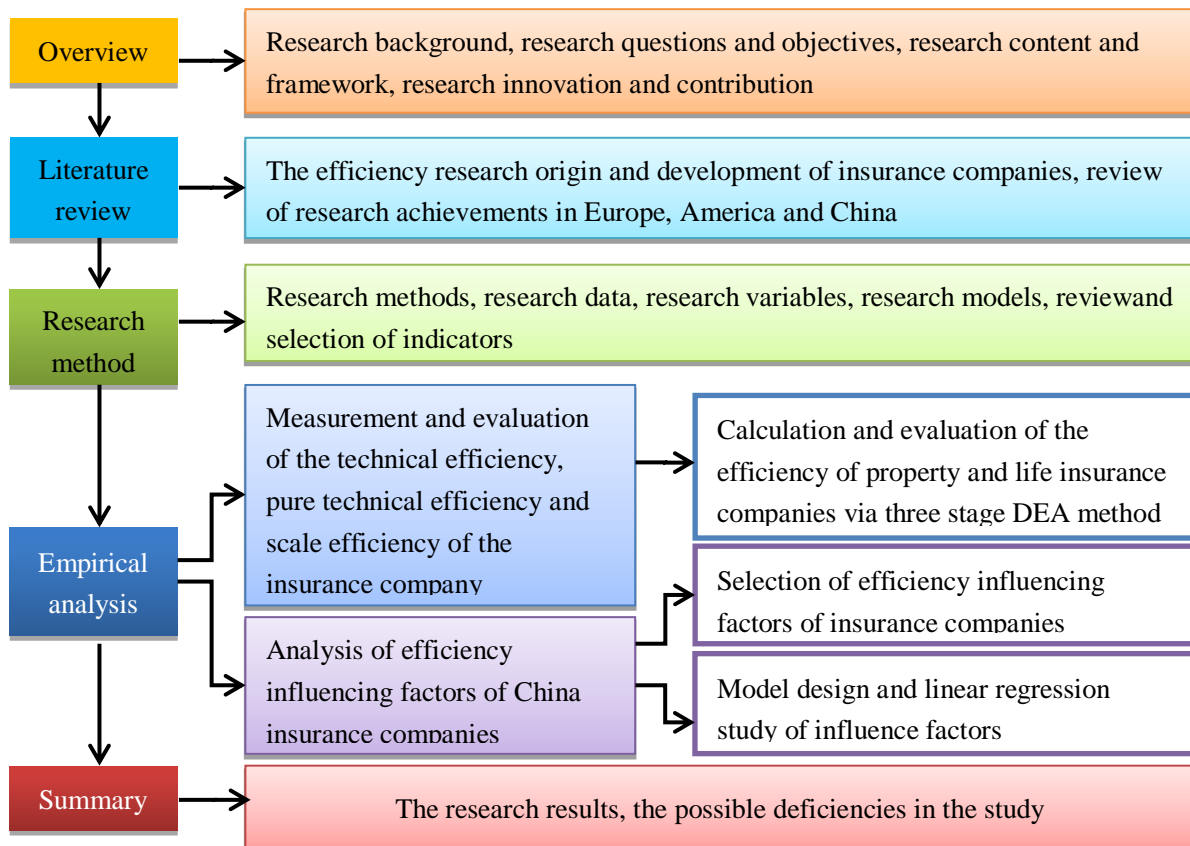 Overview
Research background, research questions and objectives, research content and
framework, research innovation and contribution
Literature
review
The efficiency research origin and development of insurance companies, review
of research achievements in Europe, America and China
Research
method
Research methods, research data, research variables, research models, reviewand
selection of indicators
Empirical
analysis
Measurement and evaluation
of the technical efficiency,
pure technical efficiency and
scale efficiency of the
insurance company
Calculation and evaluation of the
efficiency of property and life insurance
companies via three stage DEA method
Analysis of efficiency
influencing factors of China
insurance companies
Selection of efficiency influencing
factors of insurance companies
Model design and linear regression
study of influence factors
Summary
The research results, the possible deficiencies in the study